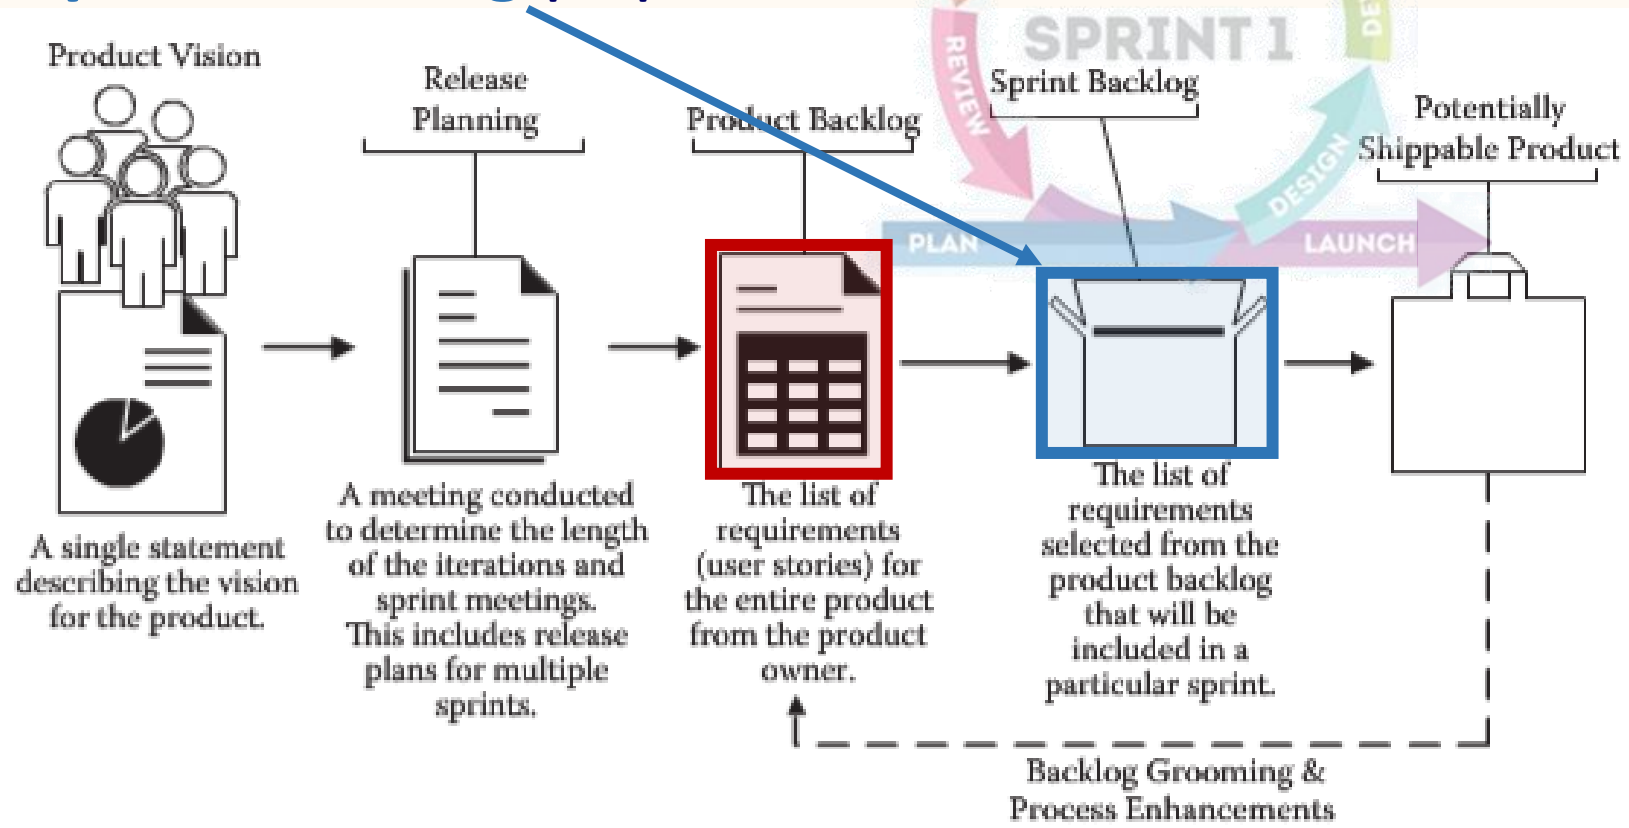 Product Vision
A single statement
describing the vision
for the product.
Release
Planning
A meeting conducted
to determine the length
of the iterations and
sprint meetings.
This includes release
plans for multiple
sprints.
Product Backlog
The list of
requirements
(user stories) for
the entire product
from the product
owner.
SPRINT 1
REVIEW
PLAN
DESIGN
LAUNCH
Sprint Backlog
The list of
requirements
selected from the
product backlog
that will be
included in a
particular sprint.
Potentially
Shippable Product
Backlog Grooming &
Process Enhancements